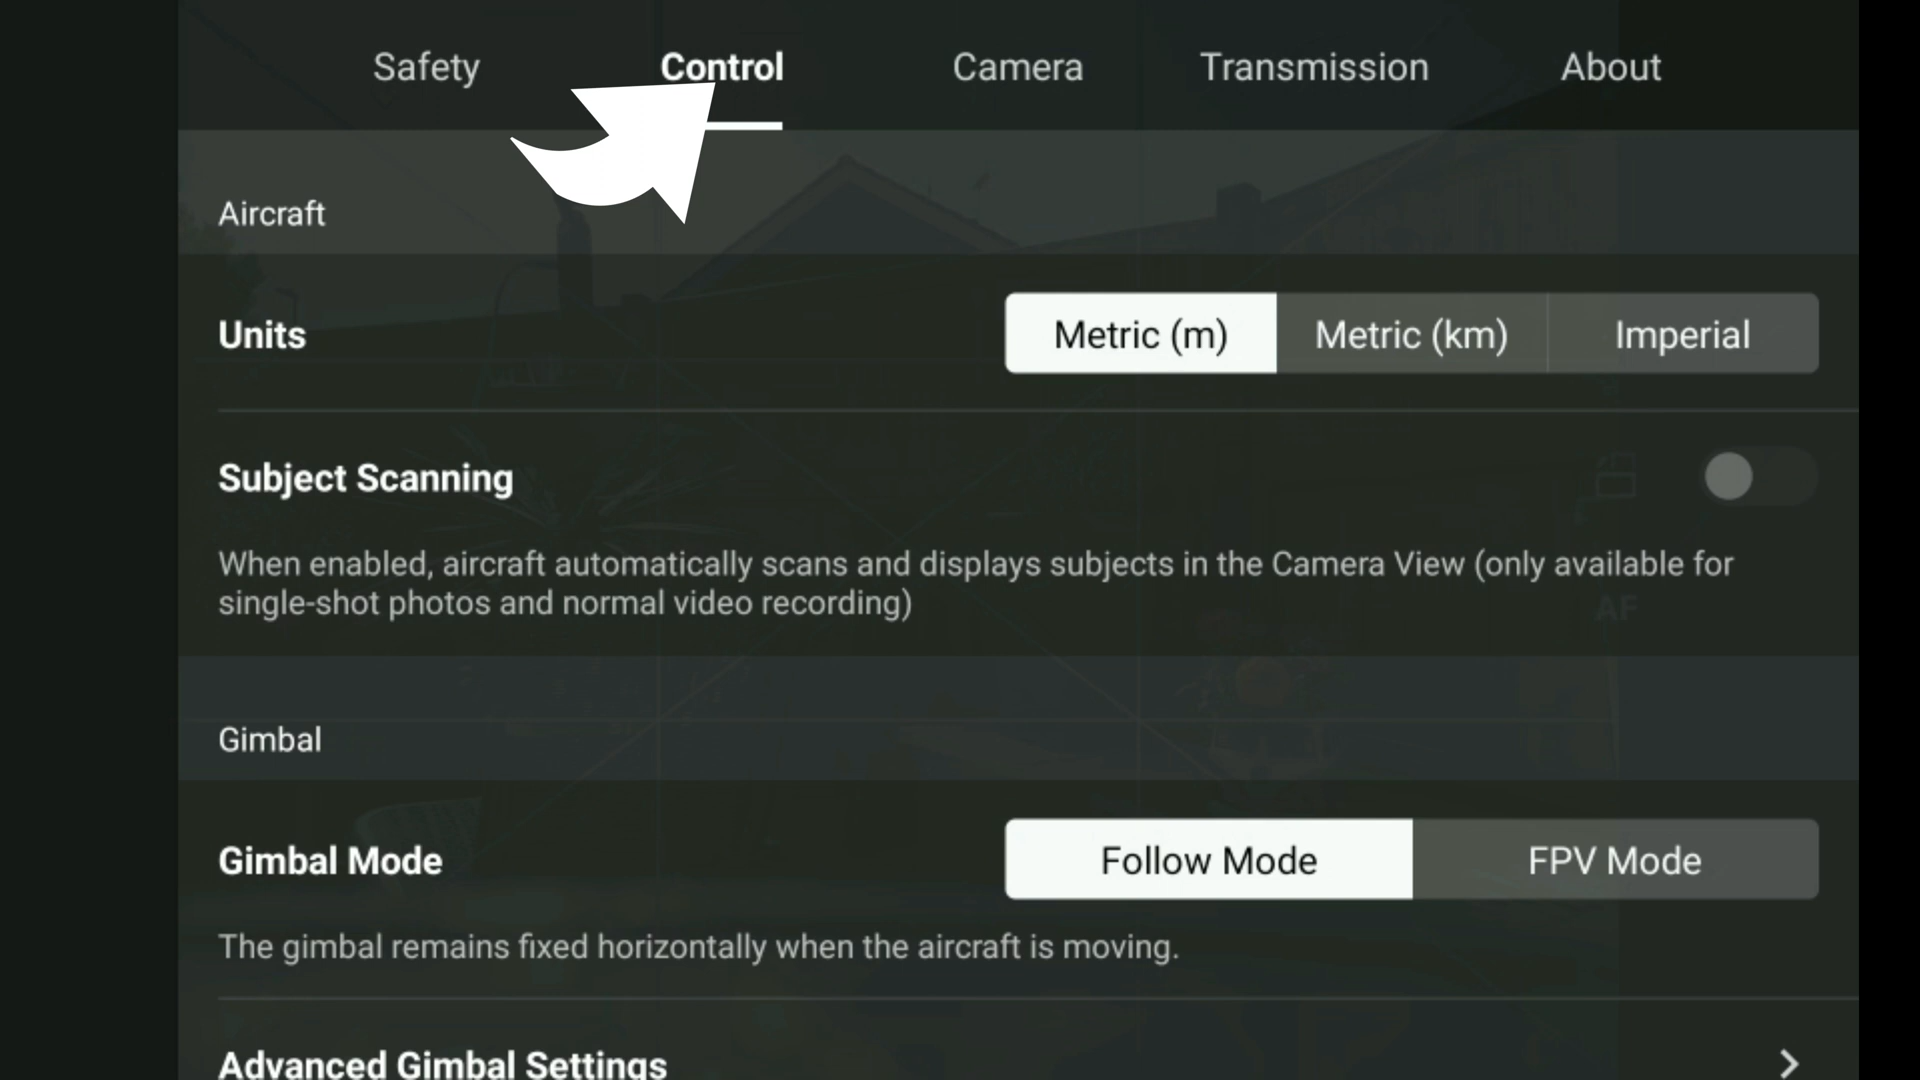 Safety Control Camera Transmission About
Aircraft
Units Metric (m) Metric (km) Imperial
Subject Scanning
When enabled, aircraft automatically scans and displays subjects in the Camera View (only available for
single-shot photos and normal video recording)
AF
Gimbal
Gimbal Mode Follow Mode FPV Mode
The gimbal remains fixed horizontally when the aircraft is moving.
Advanced Gimbal Settings